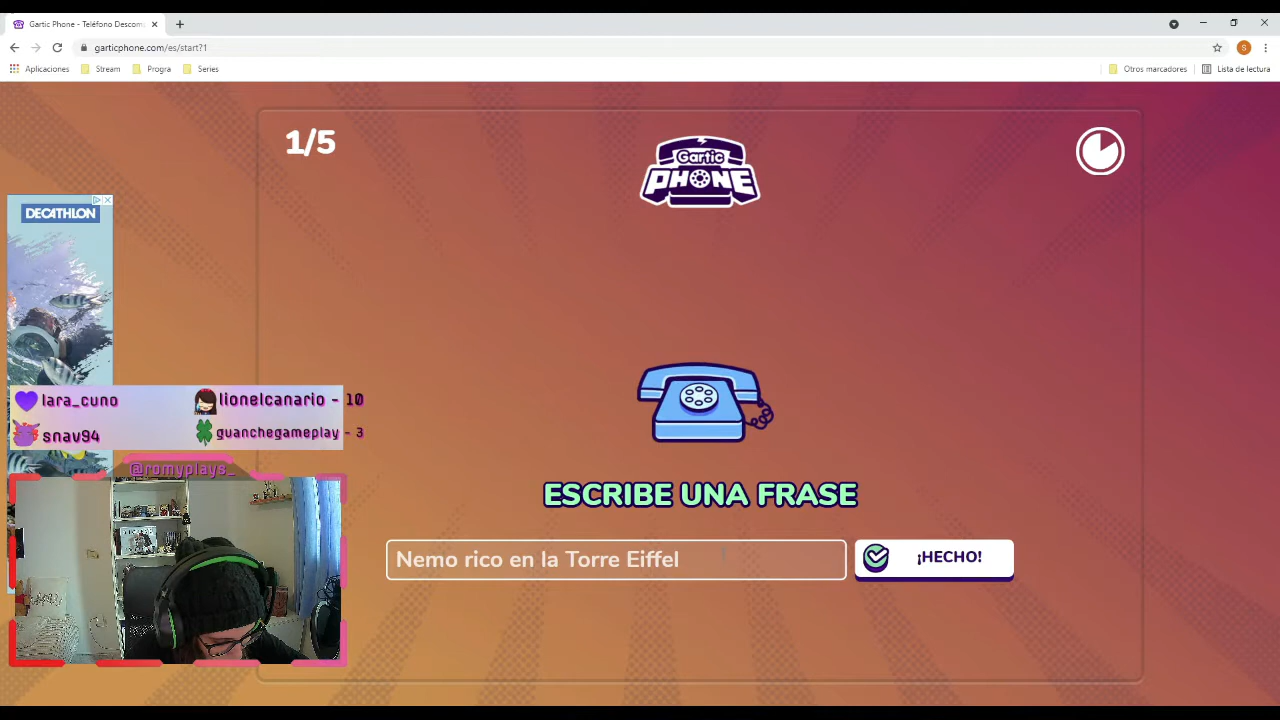 Gartic Phone - Teléfono Descom
garticphone.com/es/start?1
S
Aplicaciones
Stream
Progra
Series
Otros marcadores
Lista de lectura
1/5
Gartic
PHONE
DECATHLON
lara_cuno
lionelcanario - 10
snav94
guanchegameplay - 3
@romyplays_
ESCRIBE UNA FRASE
Nemo rico en la Torre Eiffel
¡HECHO!